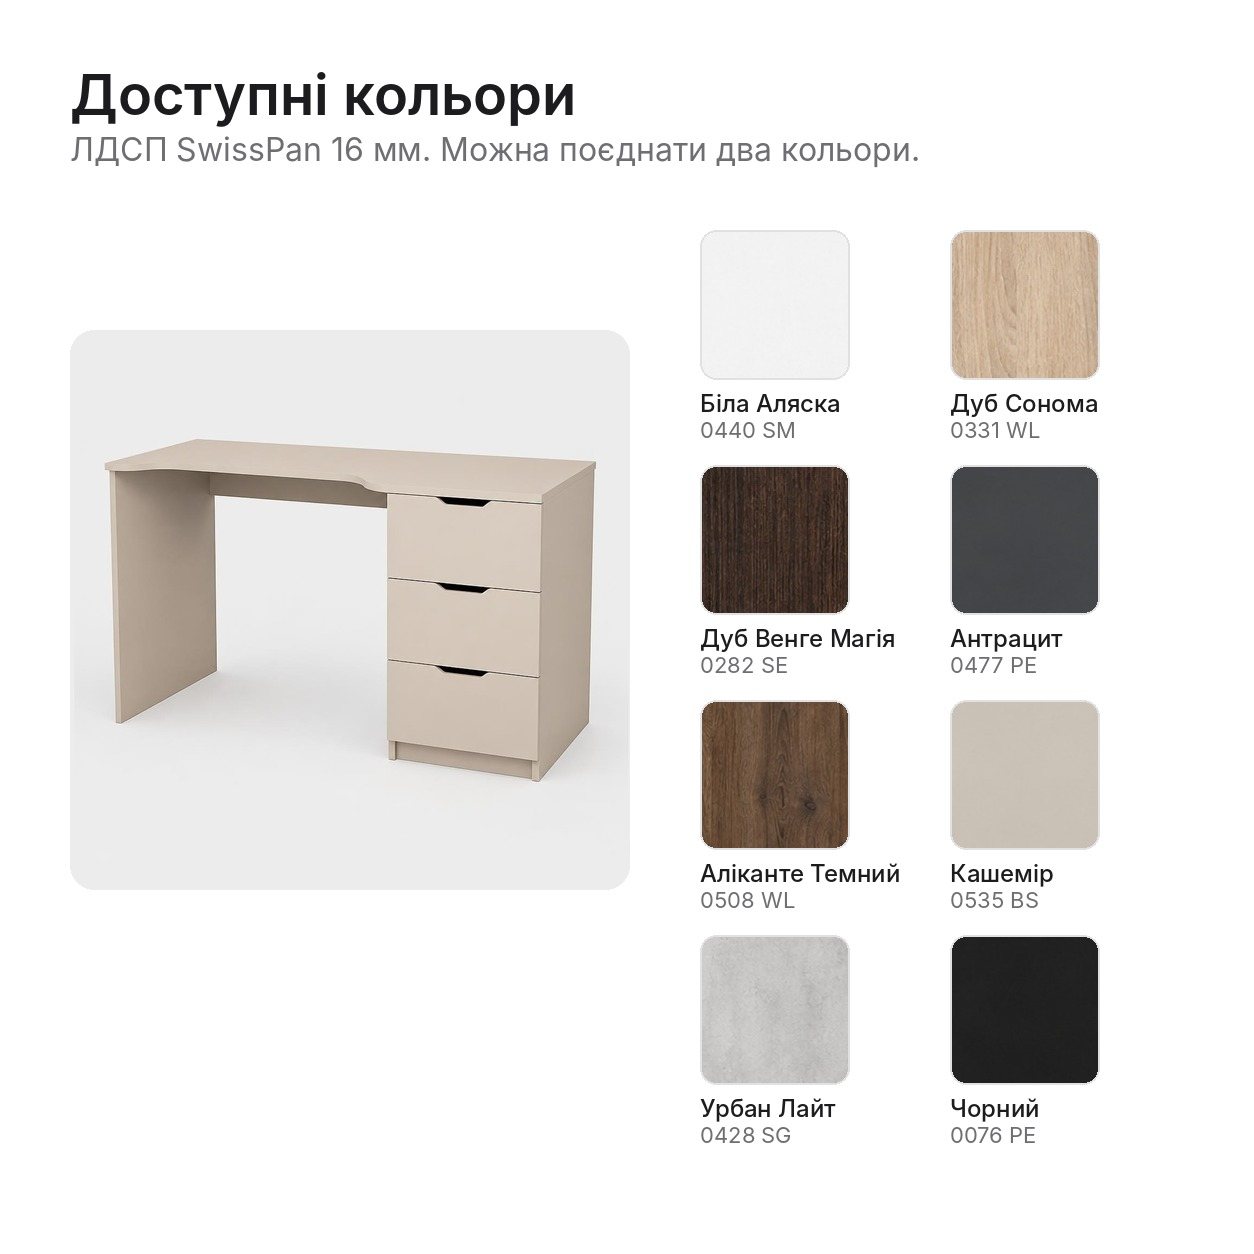 Доступні кольори
ЛДСП SwissPan 16 мм. Можна поєднати два кольори.
Біла Аляска
0440 SM
Дуб Сонома
0331 WL
Дуб Венге Магія
0282 SE
Антрацит
0477 PE
Аліканте Темний
0508 WL
Кашемір
0535 BS
Урбан Лайт
0428 SG
Чорний
0076 PE